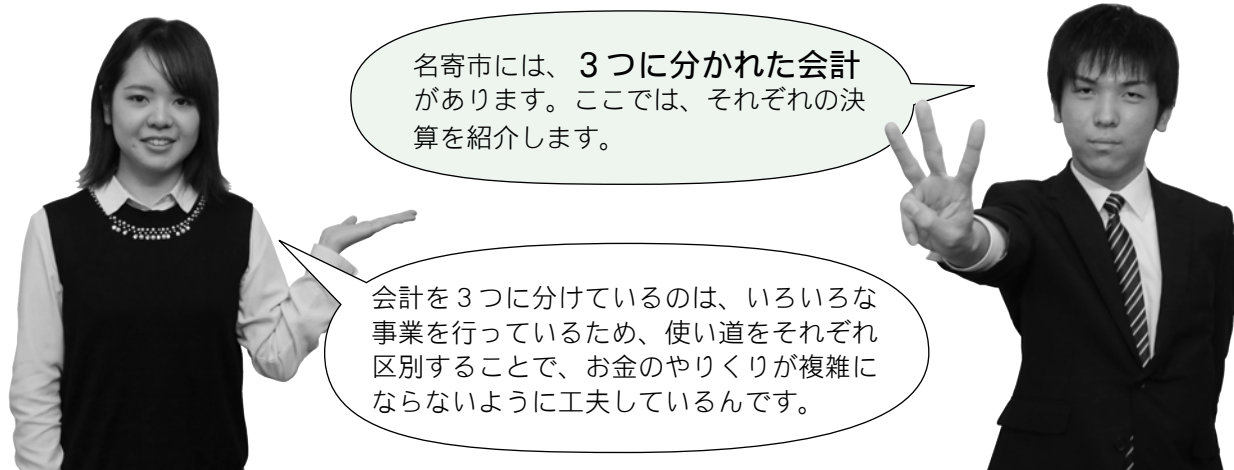 名寄市には、３つに分かれた会計
があります。ここでは、それぞれの決
算を紹介します。
会計を３つに分けているのは、いろいろな
事業を行っているため、使い道をそれぞれ
区別することで、お金のやりくりが複雑に
ならないように工夫しているんです。